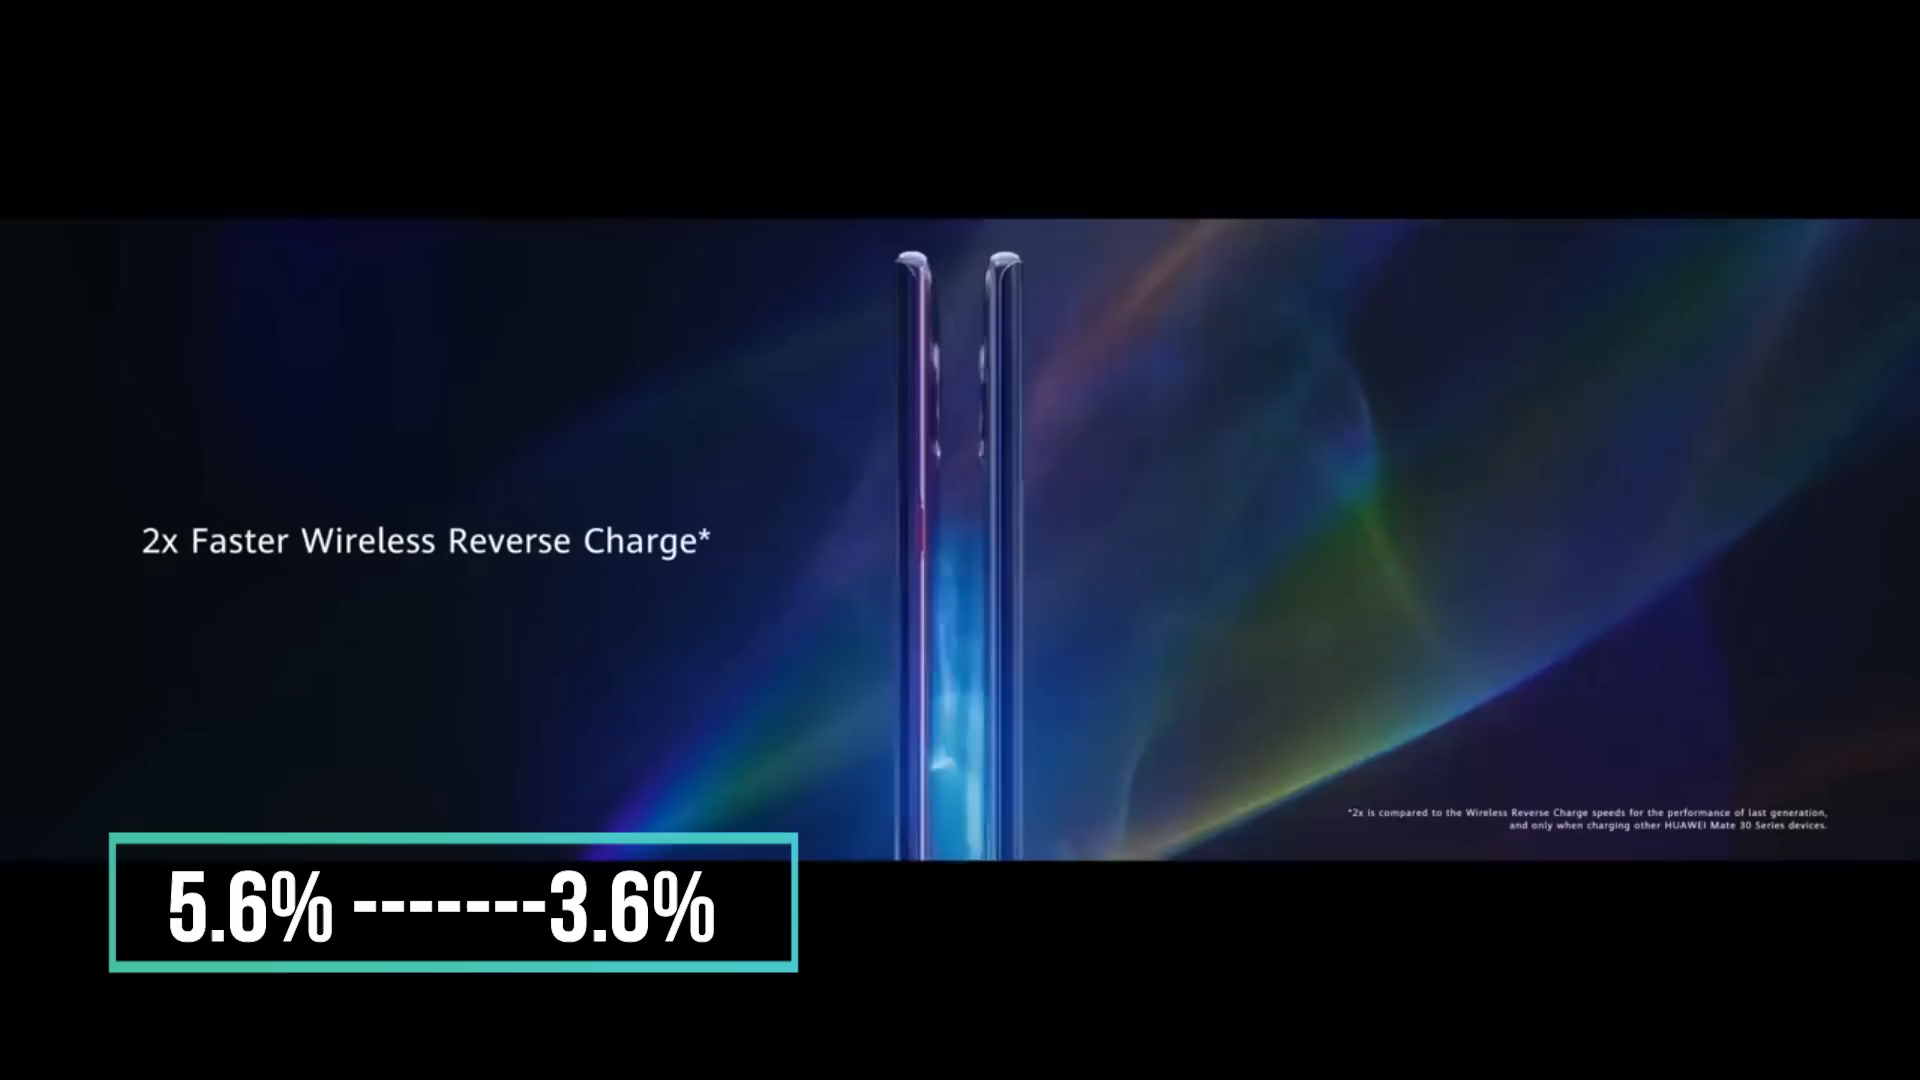 2x Faster Wireless Reverse Charge*
*2x is compared to the Wireless Reverse Charge speeds for the performance of last generation,
and only when charging other HUAWEI Mate 30 Series devices.
5.6% -------3.6%